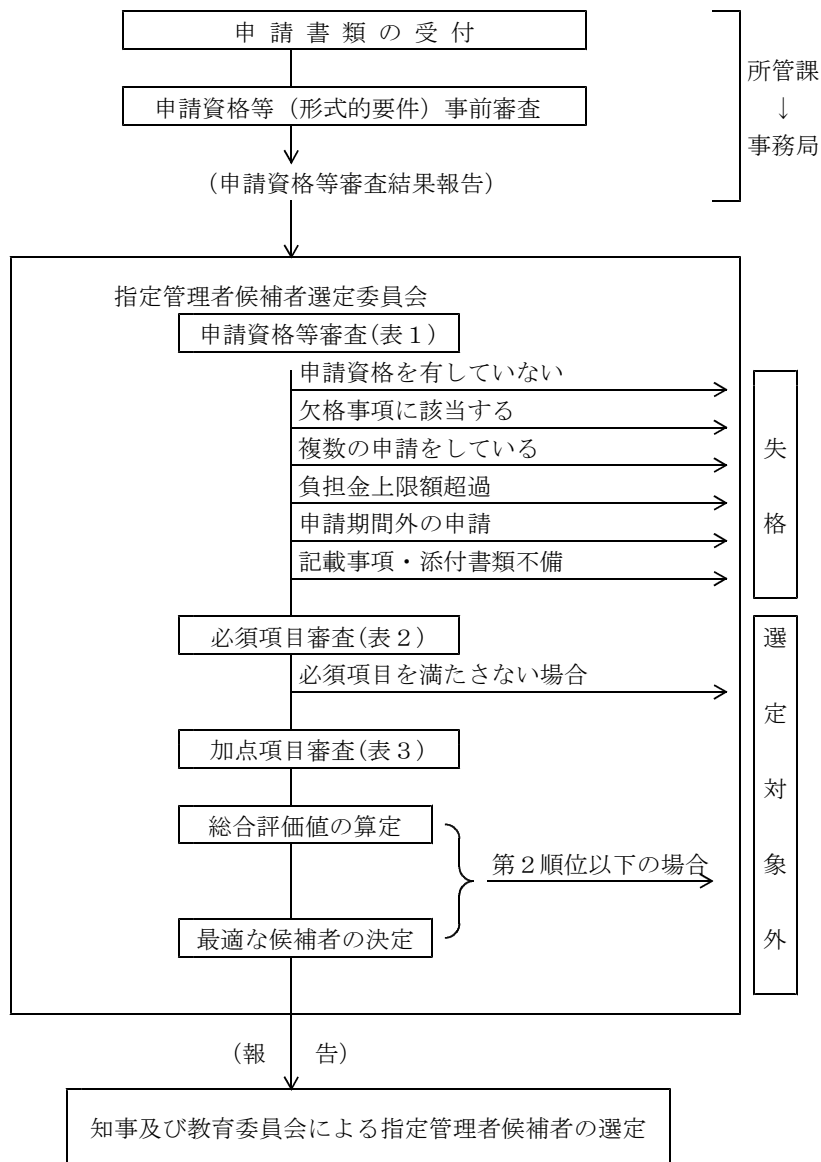 申請書類の受付
申請資格等（形式的要件）事前審査
（申請資格等審査結果報告）
所管課
↓
事務局
指定管理者候補者選定委員会
申請資格等審査(表１)
申請資格を有していない
欠格事項に該当する
複数の申請をしている
負担金上限額超過
申請期間外の申請
記載事項・添付書類不備
失格
必須項目審査(表２)
必須項目を満たさない場合
加点項目審査(表３)
総合評価値の算定
第２順位以下の場合
最適な候補者の決定
選定対象外
（報　告）
知事及び教育委員会による指定管理者候補者の選定